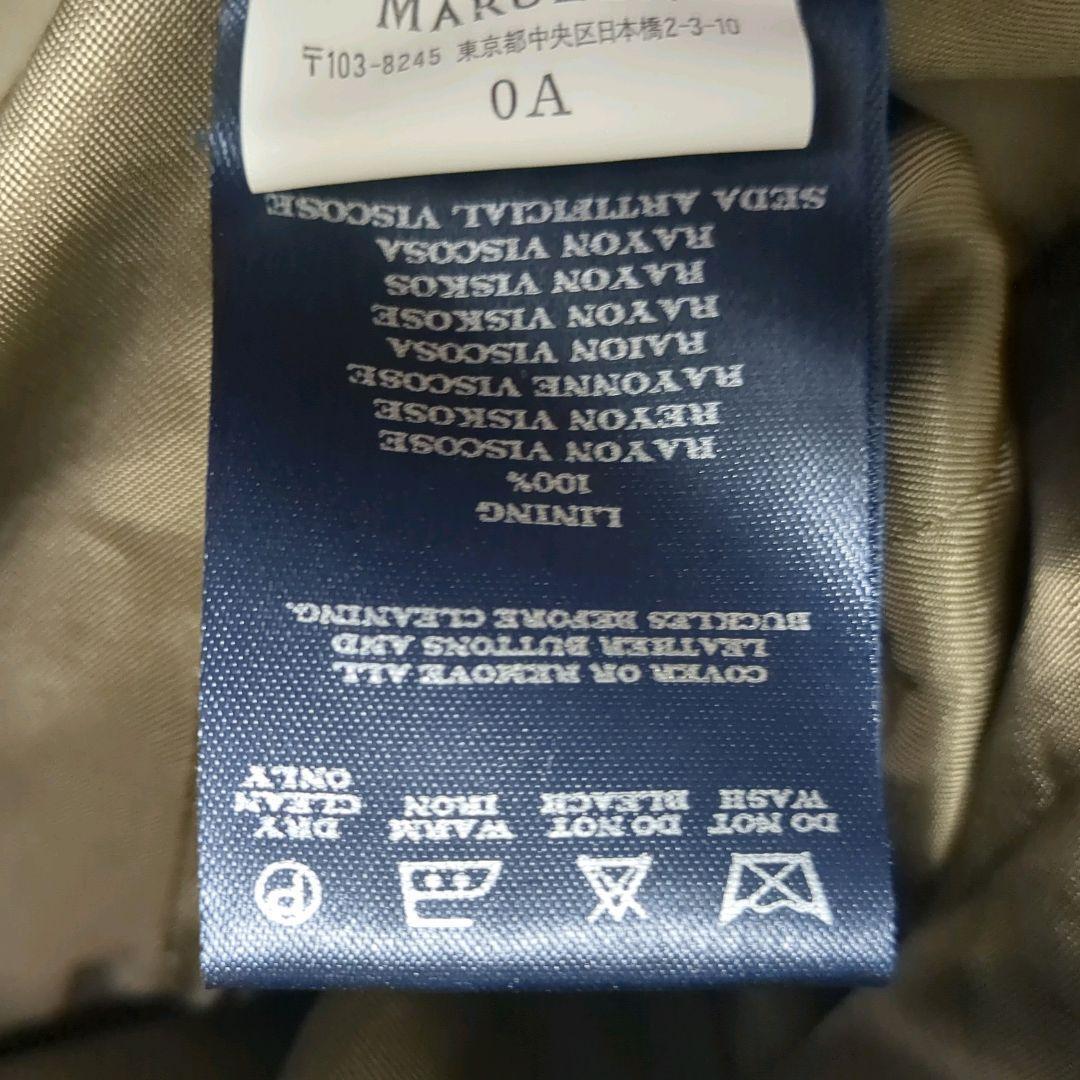 〒103-8245 東京都中央区日本橋2-3-10
0A
P
DO NOT DO NOT WARM DRY
WASH BLEACH IRON CLEAN
ONLY
COVER OR REMOVE ALL
LEATHER BUTTONS AND
BUCKLES BEFORE CLEANING.
LINING
100%
RAYON VISCOSE
REYON VISKOSE
RAYONNE VISCOSE
RAION VISCOSA
RAYON VISKOSE
RAYON VISKOS
RAYON VISCOSA
SEDA ARTIFICIAL VISCOSE